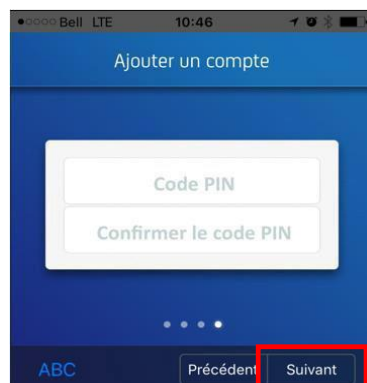 Bell LTE 10:46
Ajouter un compte
Code PIN
Confirmer le code PIN
ABC Précédent Suivant